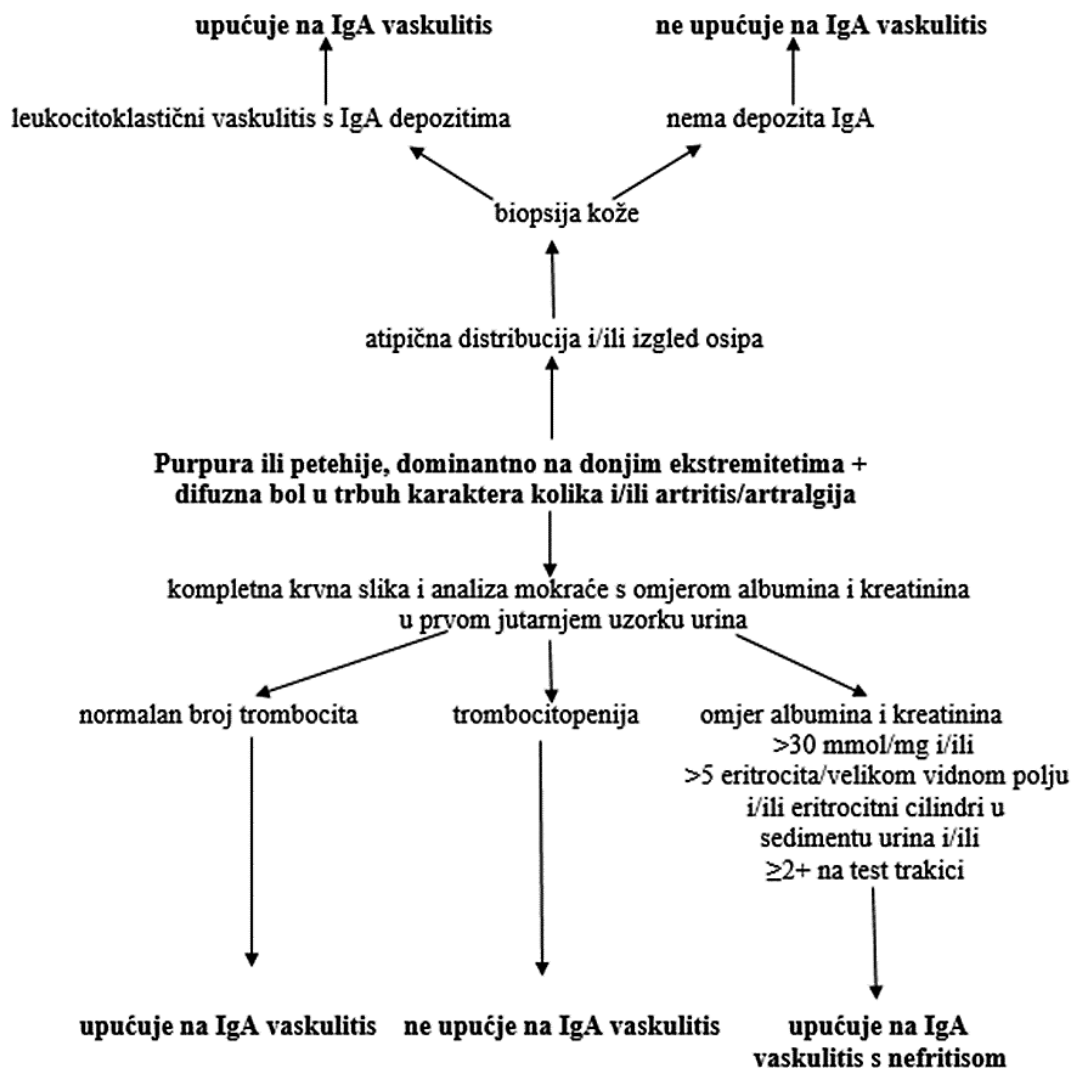 upućuje na IgA vaskulitis
ne upućuje na IgA vaskulitis
leukocitoklastični vaskulitis s IgA depozitima
nema depozita IgA
biopsija kože
atipična distribucija i/ili izgled osipa
Purpura ili petehije, dominantno na donjim ekstremitetima +
difuzna bol u trbuh karaktera kolika i/ili artritis/artralgija
kompletna krvna slika i analiza mokraće s omjerom albumina i kreatinina
u prvom jutarnjem uzorku urina
normalan broj trombocita
trombocitopenija
omjer albumina i kreatinina
>30 mmol/mg i/ili
>5 eritrocita/velikom vidnom polju
i/ili eritrocitni cilindri u
sedimentu urina i/ili
≥2+ na test trakici
upućuje na IgA vaskulitis
ne upućje na IgA vaskulitis
upućuje na IgA
vaskulitis s nefritisom